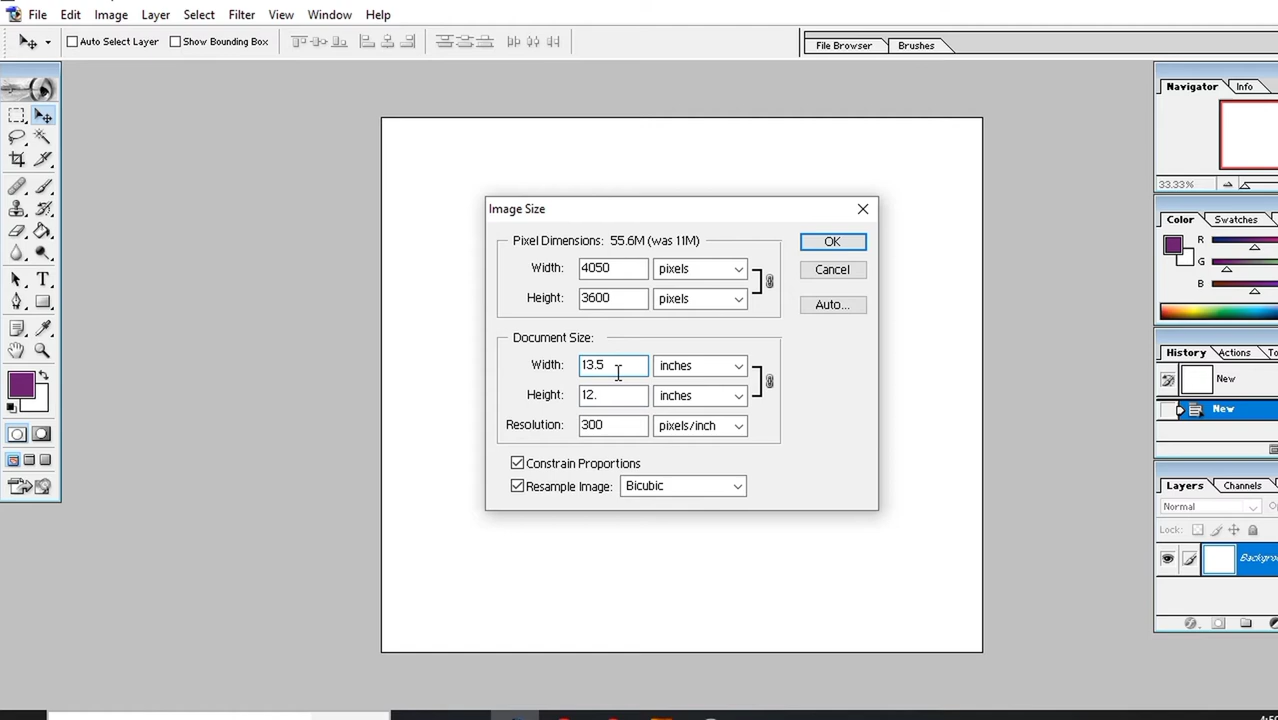 File Edit Image Layer Select Filter View Window Help
Auto Select Layer Show Bounding Box File Browser Brushes
Navigator Info
33.33%
Color Swatches
R
G
B
History Actions
New
New
Layers Channels
Normal
Lock:
Image Size
Pixel Dimensions: 55.6M (was 11M)
Width: 4050 pixels
Height: 3600 pixels
OK
Cancel
Auto...
Document Size:
Width: 13.5 inches
Height: 12. inches
Resolution: 300 pixels/inch
Constrain Proportions
Resample Image: Bicubic
T